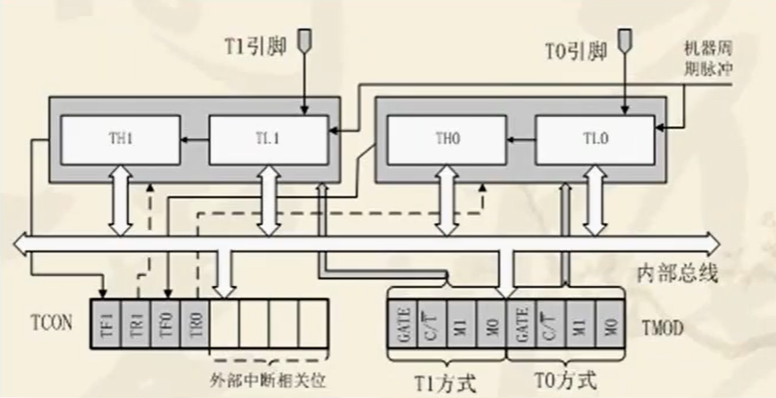 T1引脚
T0引脚
机器周
期脉冲
TH1
TL1
TH0
TL0
内部总线
TCON
TF1
TR1
TF0
TR0
GATE
C/T̅
M1
M0
GATE
C/T̅
M1
M0
TMOD
外部中断相关位
T1方式
T0方式